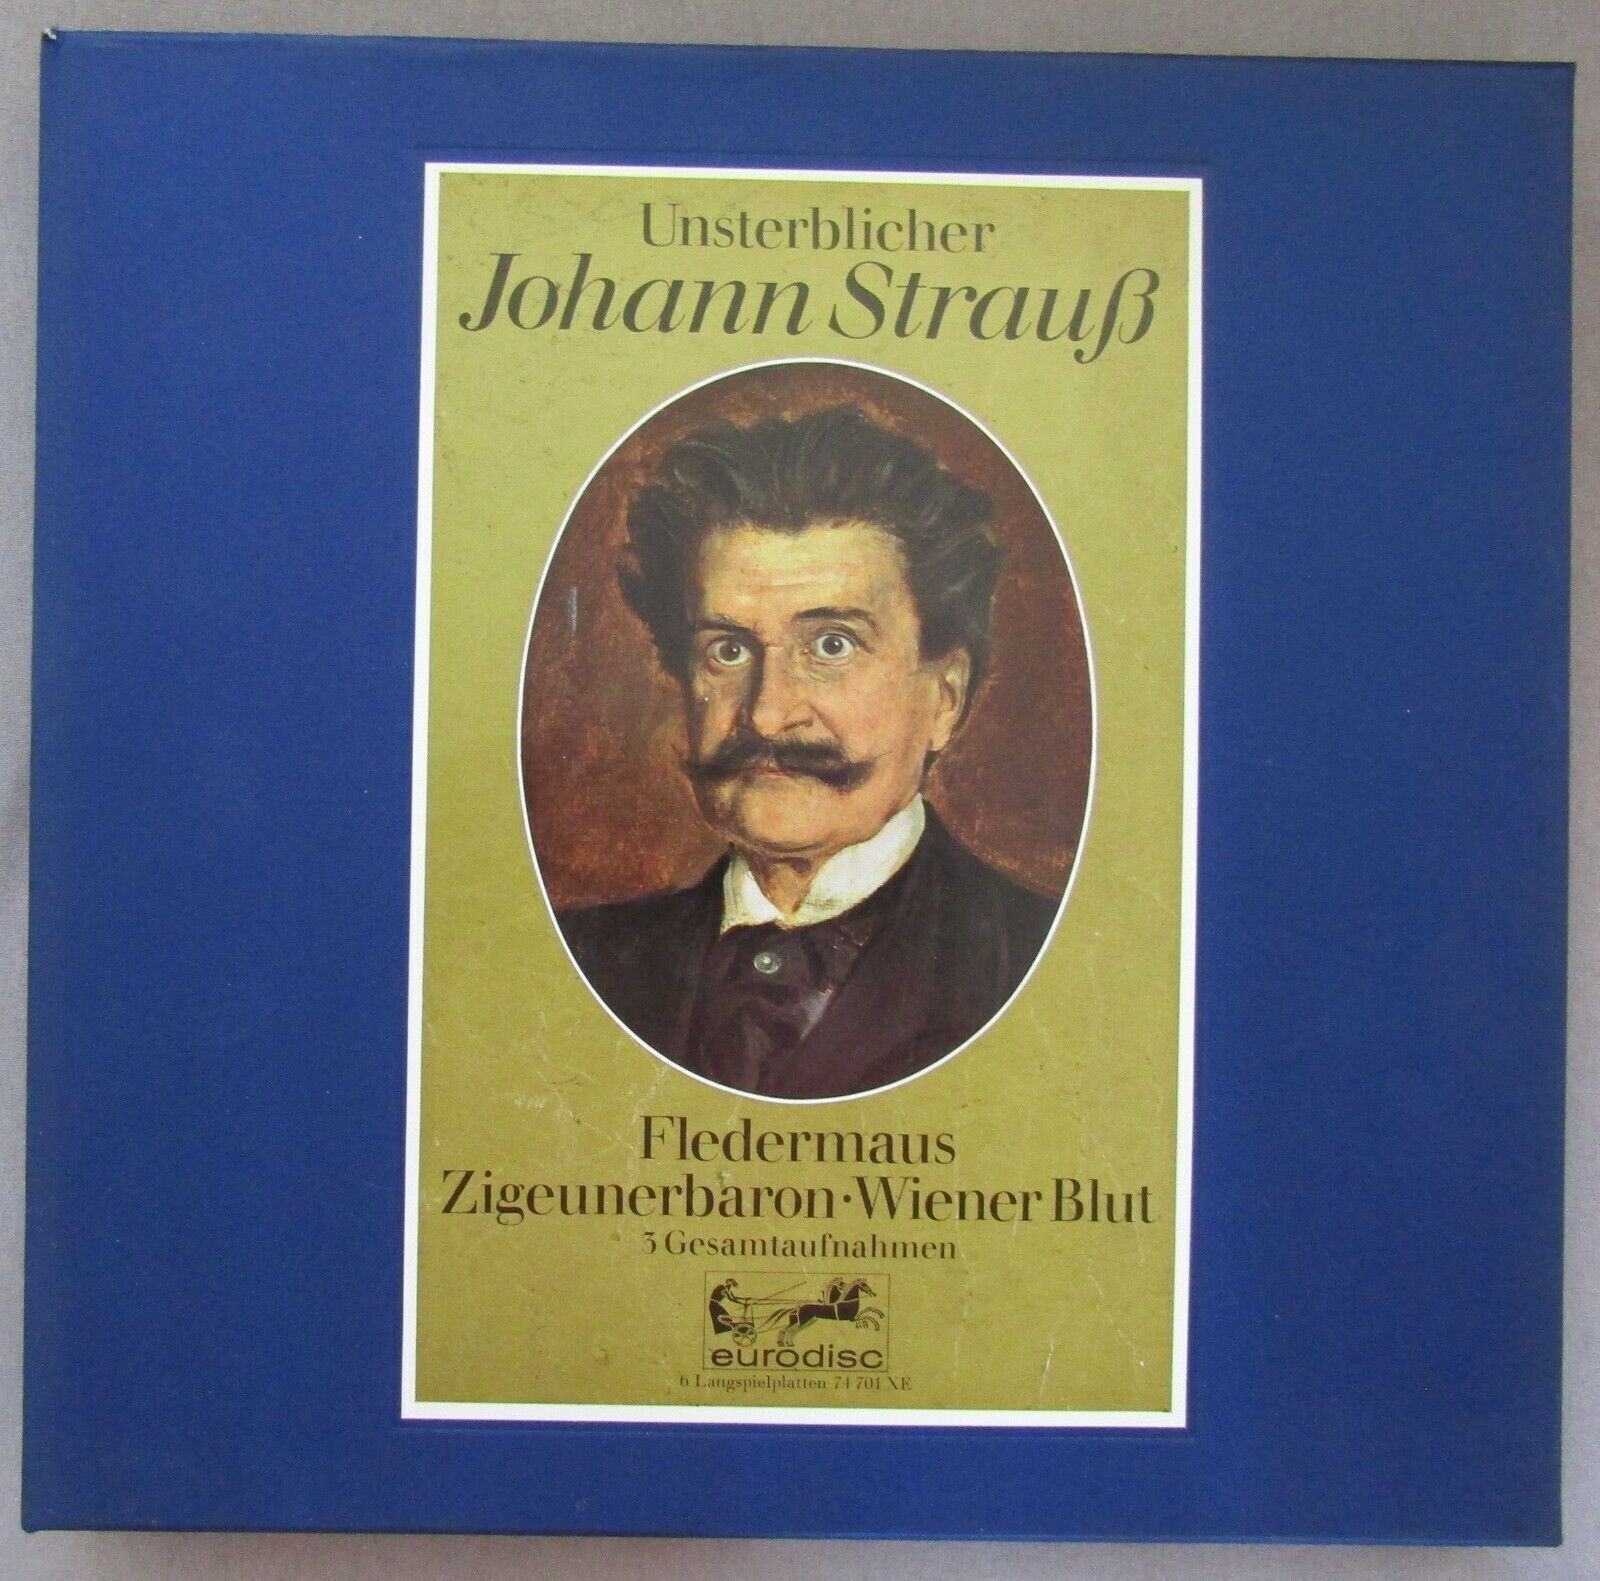 Unsterblicher
Johann Strauß
Fledermaus
Zigeunerbaron·Wiener Blut
3 Gesamtaufnahmen
eurodisc
6 Langspielplatten 74 701 XE